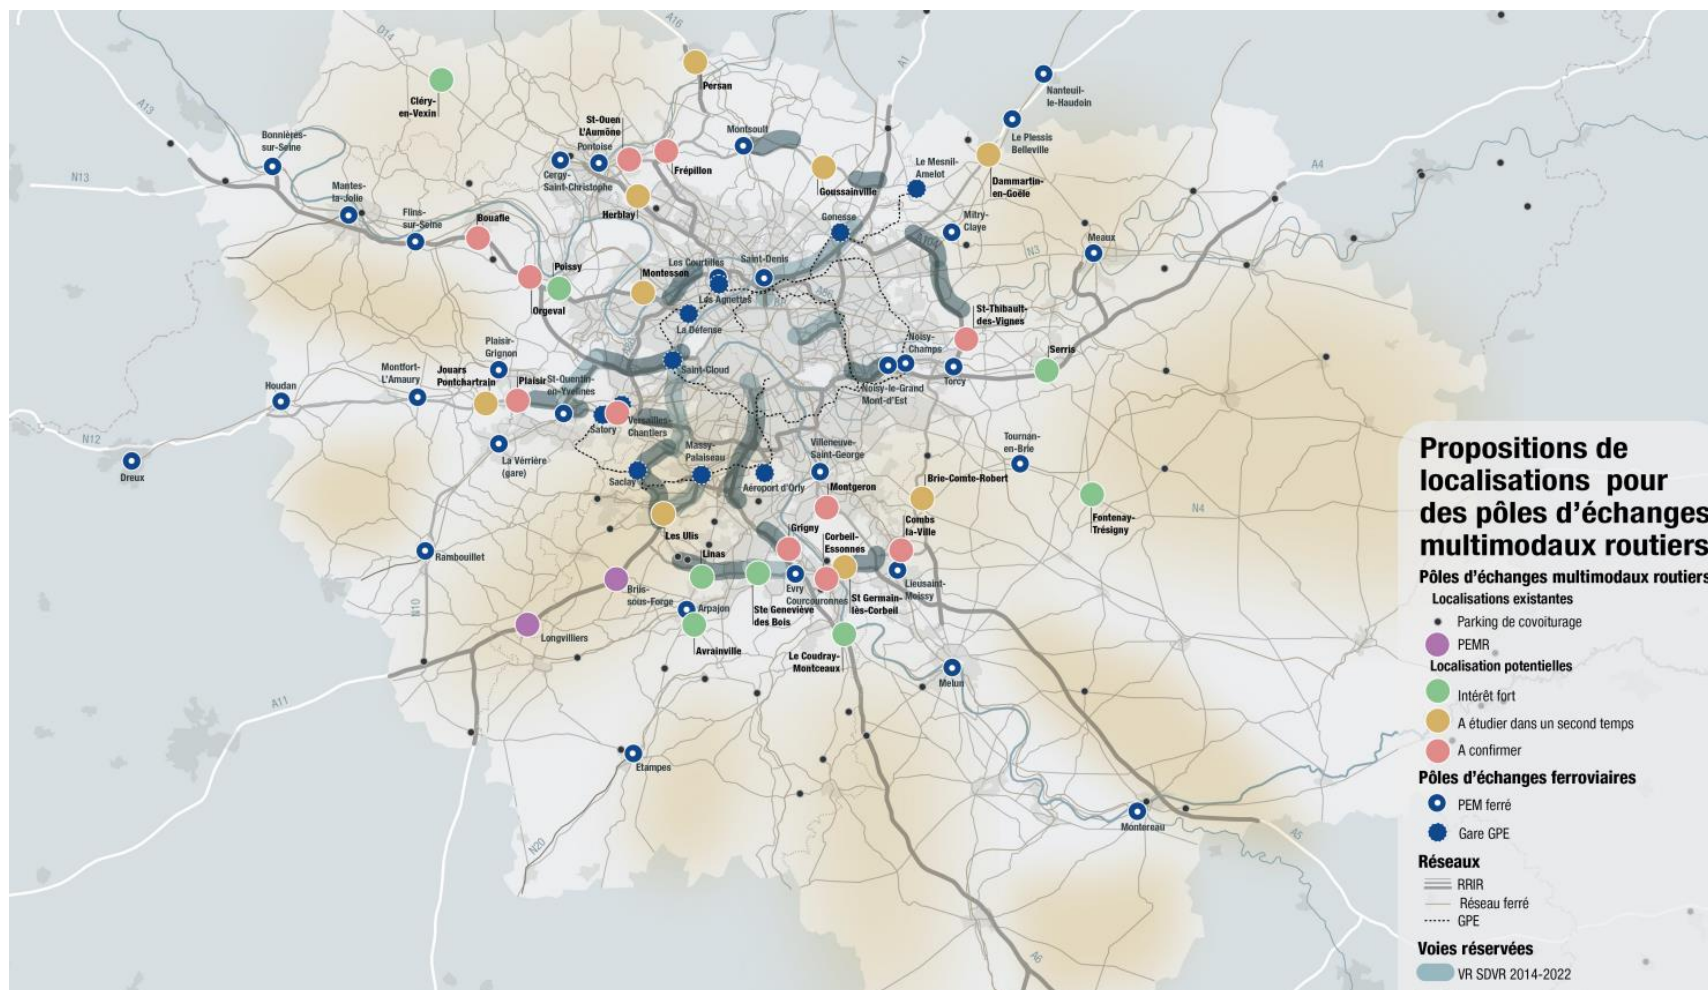 A16
D14
A1
Persan
Nanteuil-
le-Haudoin
Cléry-
en-Vexin
A13
St-Ouen
L'Aumône
Pontoise
Montsoult
Le Plessis
Belleville
Bonnières-
sur-Seine
Cergy-
Saint-Christophe
Frépillon
Goussainville
Le Mesnil-
Amelot
Dammartin-
en-Goële
A4
N13
Mantes-
la-Jolie
Herblay
Flins-
sur-Seine
Bouafle
Gonesse
Mitry-
Claye
A104
N3
Meaux
Poissy
Montesson
Les Courtilles
Saint-Denis
Les Agnettes
Orgeval
La Défense
St-Thibault-
des-Vignes
Plaisir-
Grignon
Noisy-
Champs
Serris
Montfort-
L'Amaury
Jouars
Pontchartrain
Plaisir
St-Quentin-
en-Yvelines
Saint-Cloud
Noisy-le-Grand
Mont-d'Est
Torcy
Houdan
N12
Dreux
Satory
Versailles-
Chantiers
La Vérrière
(gare)
Massy-
Palaiseau
Villeneuve-
Saint-George
Tournan-
en-Brie
Saclay
Aéroport d'Orly
Montgeron
Brie-Comte-Robert
Fontenay-
Trésigny
N4
Les Ulis
Grigny
Corbeil-
Essonnes
Combs
la-Ville
Linas
Rambouillet
Briis-
sous-Forge
Arpajon
Ste Geneviève
des Bois
Evry
Courcouronnes
St Germain-
lès-Corbeil
Lieusaint-
Moissy
N10
Longvilliers
Avrainville
Le Coudray-
Montceaux
Melun
A11
Etampes
Montereau
N20
A5
A6
Propositions de
localisations pour
des pôles d'échanges
multimodaux routiers
Pôles d'échanges multimodaux routiers
Localisations existantes
Parking de covoiturage
PEMR
Localisation potentielles
Intérêt fort
A étudier dans un second temps
A confirmer
Pôles d'échanges ferroviaires
PEM ferré
Gare GPE
Réseaux
RRIR
Réseau ferré
GPE
Voies réservées
VR SDVR 2014-2022